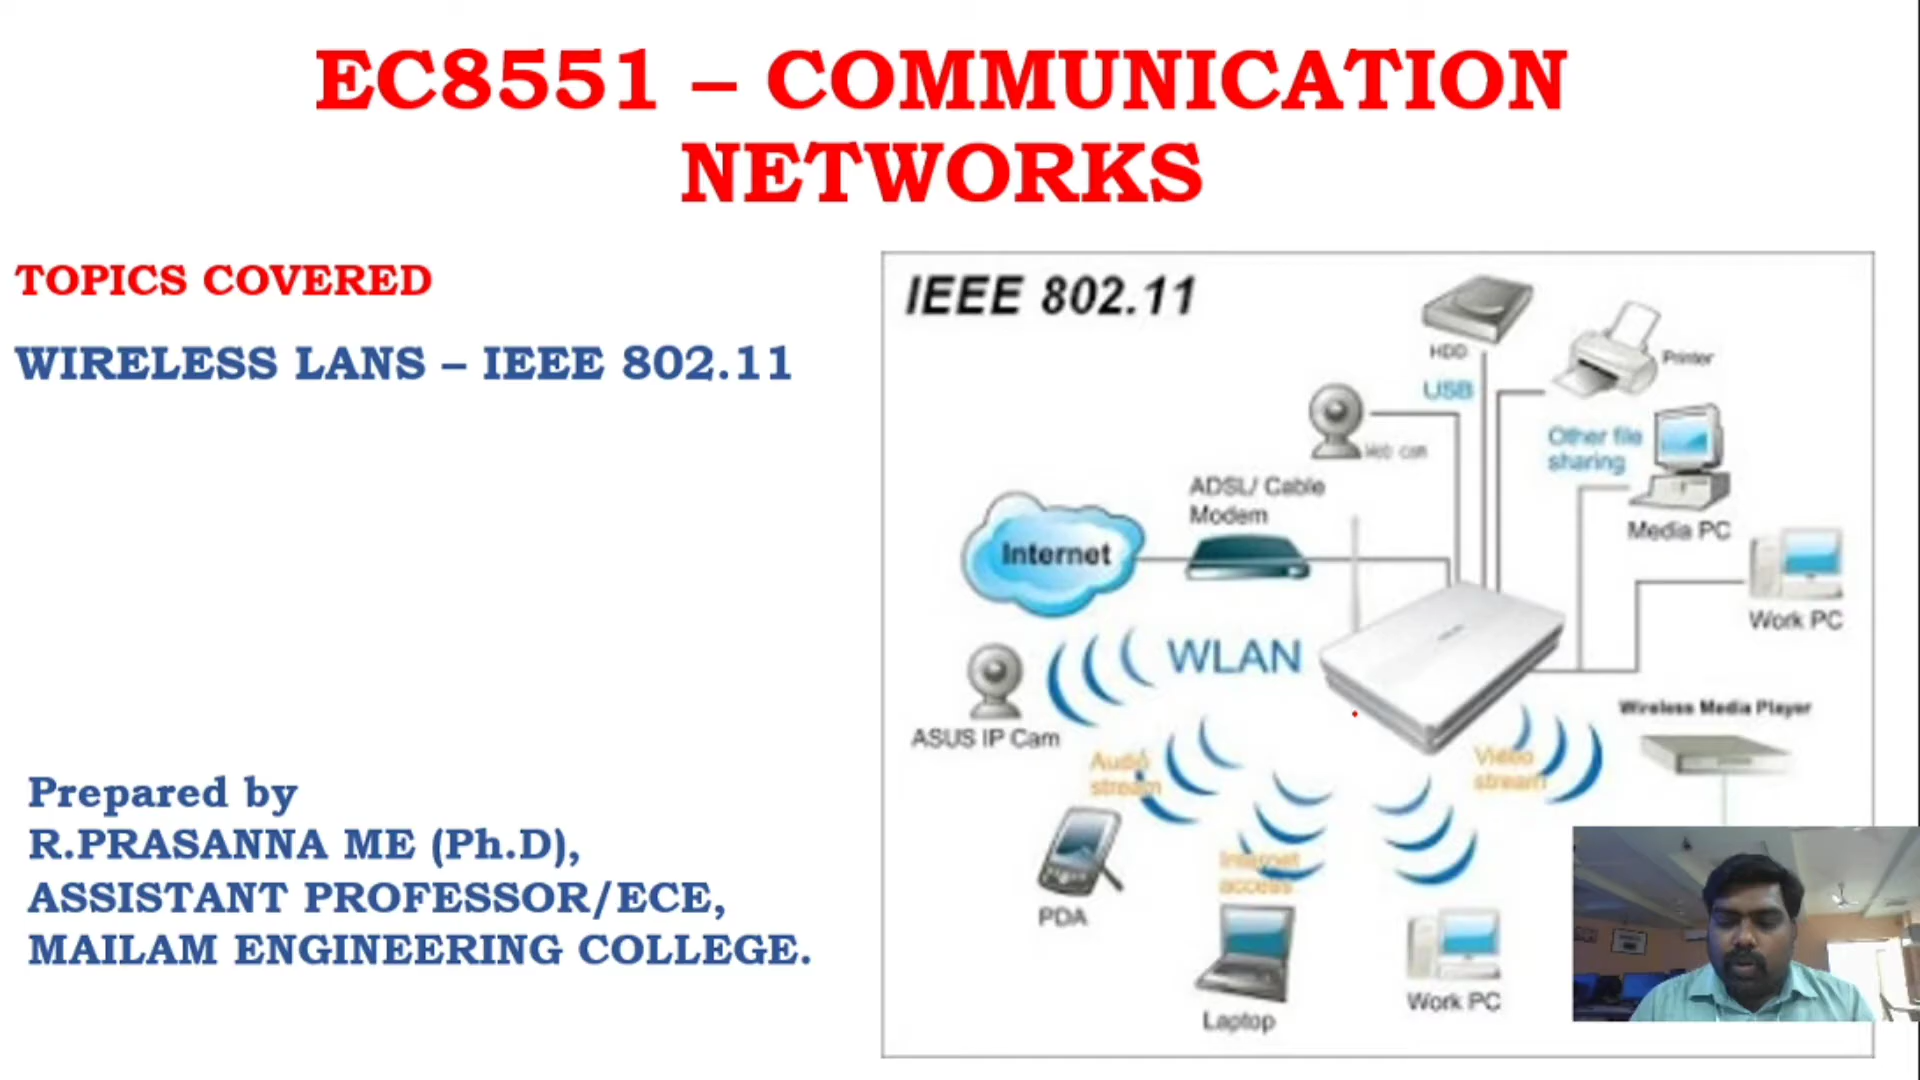 EC8551 – COMMUNICATION
NETWORKS
TOPICS COVERED
WIRELESS LANS – IEEE 802.11
Prepared by
R.PRASANNA ME (Ph.D),
ASSISTANT PROFESSOR/ECE,
MAILAM ENGINEERING COLLEGE.
IEEE 802.11
HDD
USB
Printer
Web cam
Other file
sharing
Media PC
ADSL/ Cable
Modem
Internet
Work PC
WLAN
ASUS IP Cam
Wireless Media Player
Audio
stream
Video
stream
PDA
Internet
access
Laptop
Work PC